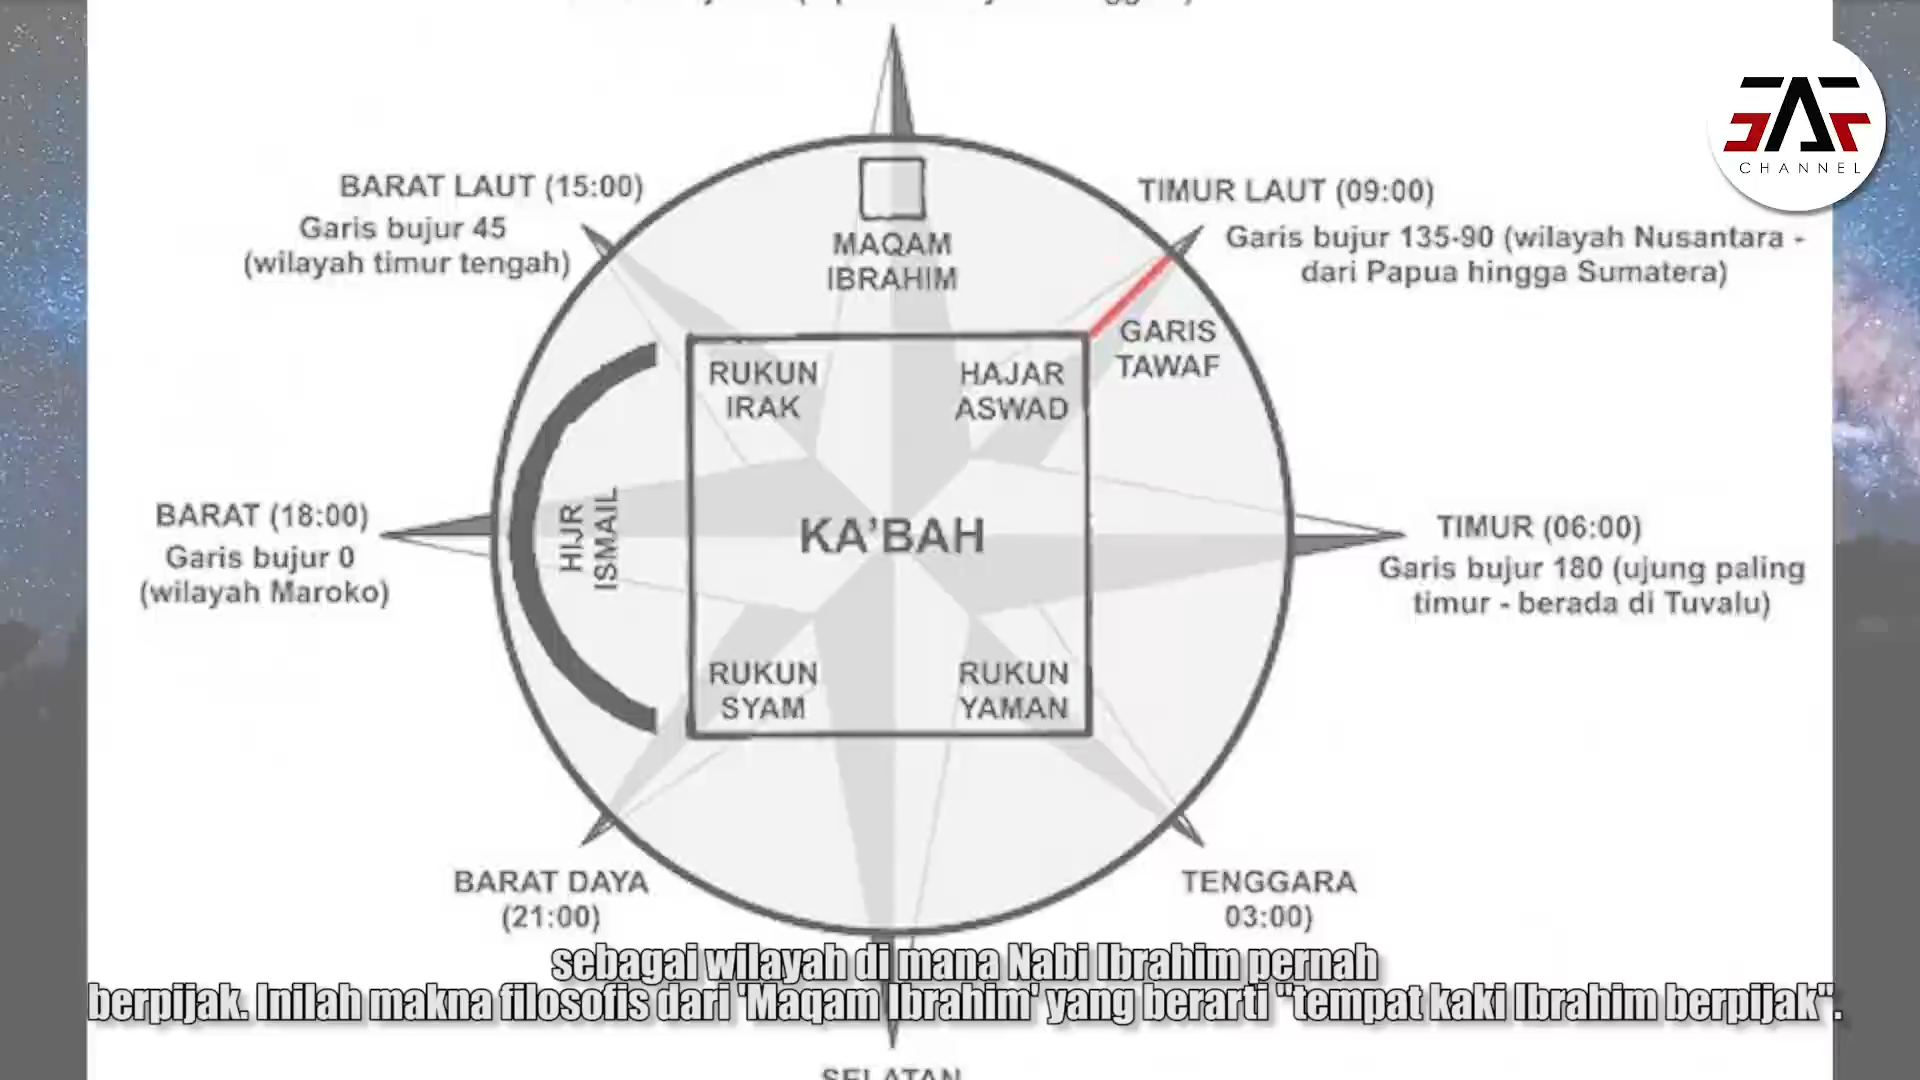 BARAT LAUT (15:00)
Garis bujur 45
(wilayah timur tengah)
MAQAM
IBRAHIM
TIMUR LAUT (09:00)
Garis bujur 135-90 (wilayah Nusantara -
dari Papua hingga Sumatera)
CHANNEL
GARIS
TAWAF
RUKUN
IRAK
HAJAR
ASWAD
BARAT (18:00)
Garis bujur 0
(wilayah Maroko)
HIJR
ISMAIL
KA'BAH
TIMUR (06:00)
Garis bujur 180 (ujung paling
timur - berada di Tuvalu)
RUKUN
SYAM
RUKUN
YAMAN
BARAT DAYA
(21:00)
TENGGARA
03:00)
sebagai wilayah di mana Nabi Ibrahim pernah
berpijak. Inilah makna filosofis dari 'Maqam Ibrahim' yang berarti "tempat kaki Ibrahim berpijak".
SELATAN